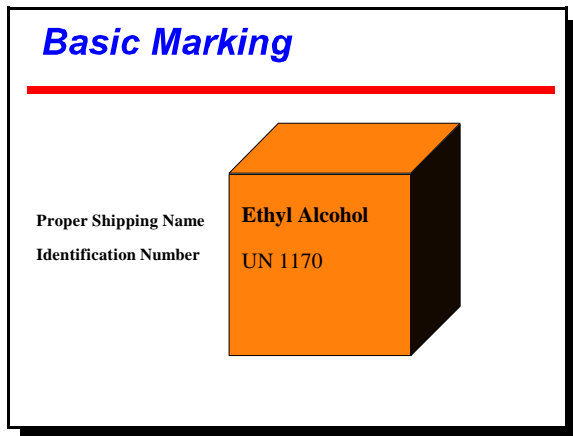 Basic Marking
Proper Shipping Name
Identification Number
Ethyl Alcohol
UN 1170